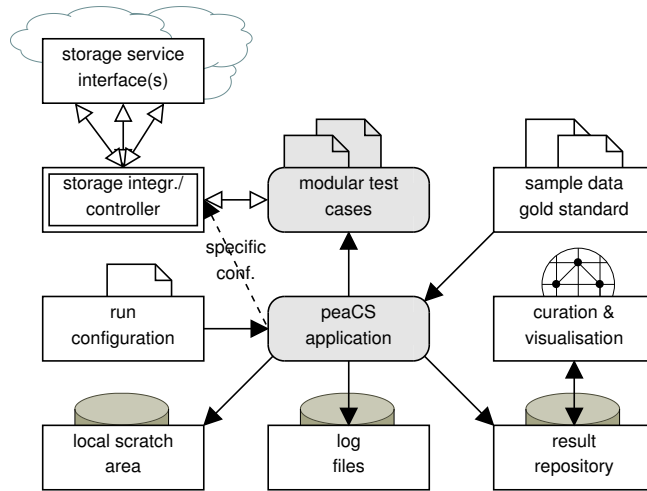 storage service
interface(s)
storage integr./
controller
modular test
cases
sample data
gold standard
specific
conf.
run
configuration
peaCS
application
curation &
visualisation
local scratch
area
log
files
result
repository